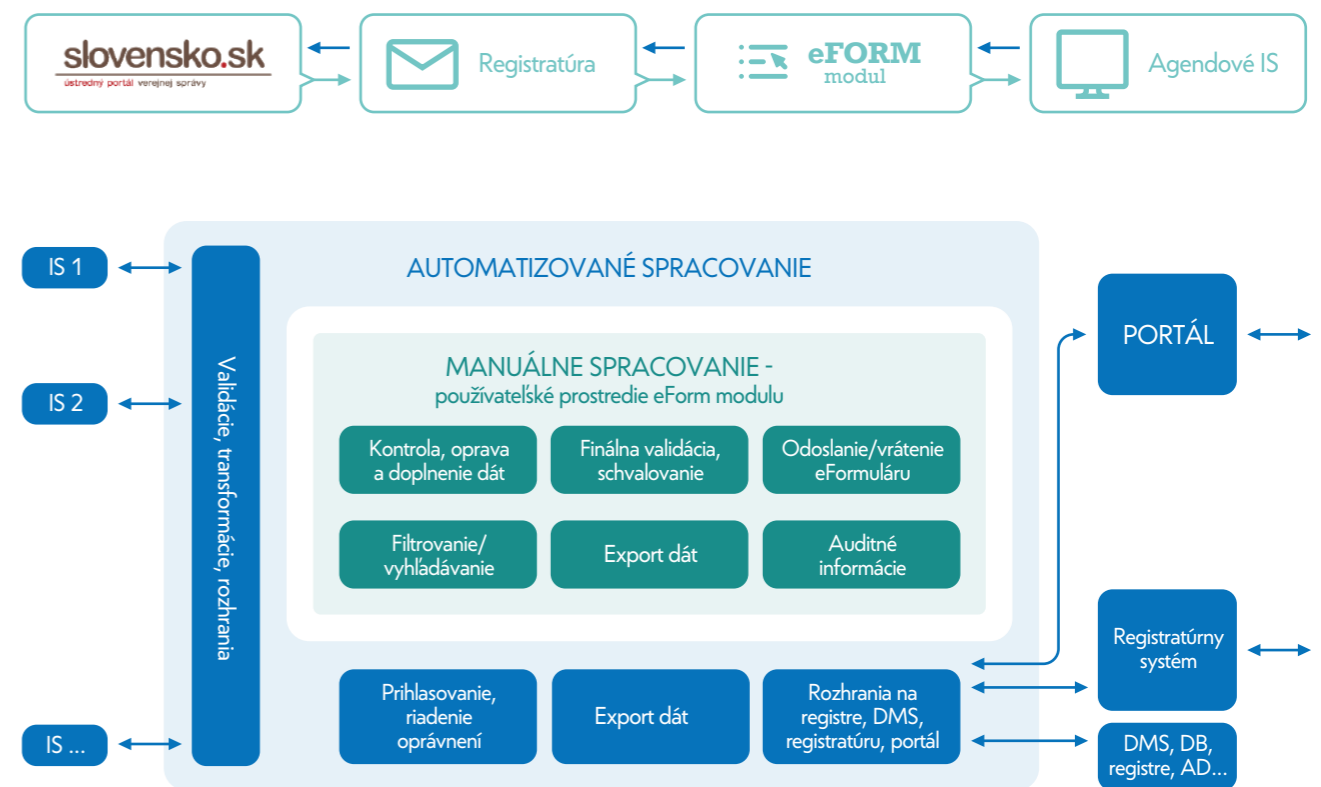 slovensko.sk
ústredný portál verejnej správy
Registratúra
eFORM
modul
Agendové IS
IS 1
IS 2
IS ...
Validácie, transformácie, rozhrania
AUTOMATIZOVANÉ SPRACOVANIE
MANUÁLNE SPRACOVANIE -
používateľské prostredie eForm modulu
Kontrola, oprava
a doplnenie dát
Finálna validácia,
schvalovanie
Odoslanie/vrátenie
eFormuláru
Filtrovanie/
vyhľadávanie
Export dát
Auditné
informácie
Prihlasovanie,
riadenie
oprávnení
Export dát
Rozhrania na
registre, DMS,
registratúru, portál
PORTÁL
Registratúrny
systém
DMS, DB,
registre, AD...